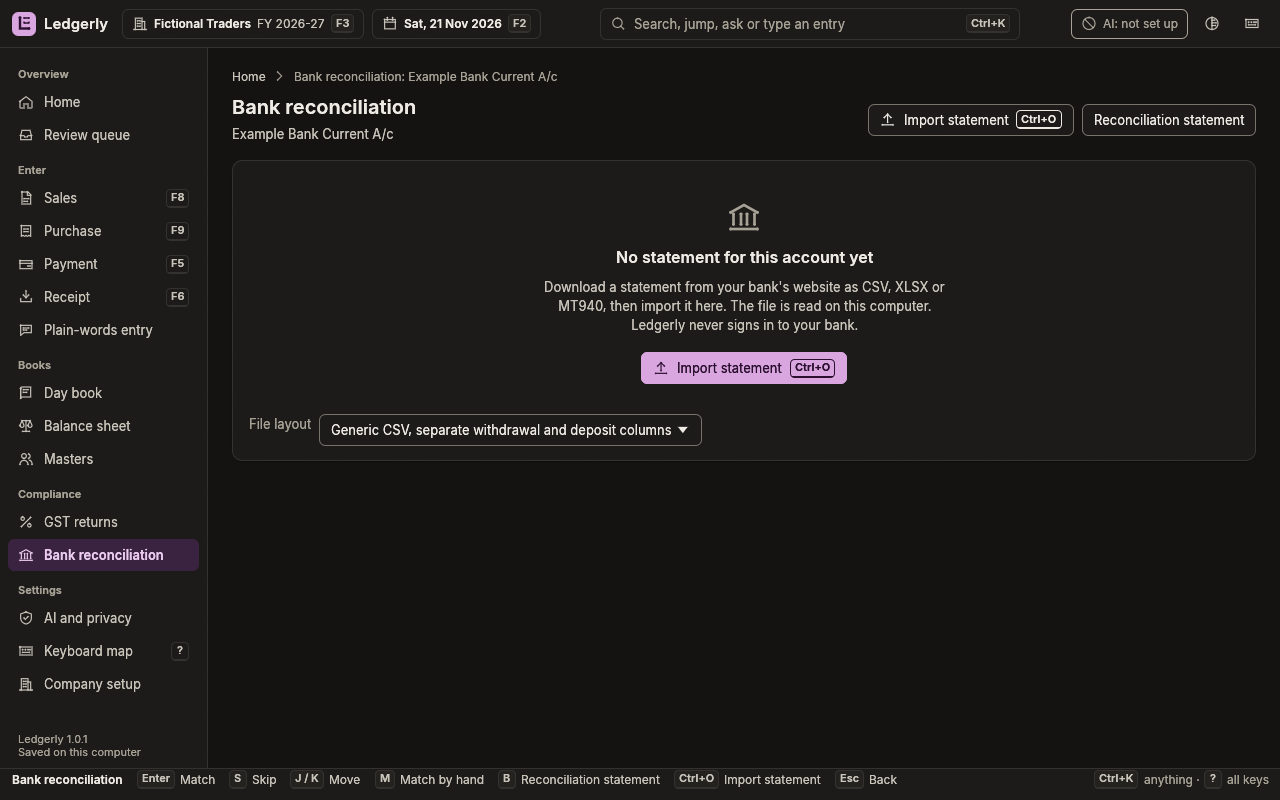 Ledgerly
Fictional Traders FY 2026-27 F3
Sat, 21 Nov 2026 F2
Search, jump, ask or type an entry Ctrl+K
AI: not set up
Overview
Home
Review queue
Enter
Sales F8
Purchase F9
Payment F5
Receipt F6
Plain-words entry
Books
Day book
Balance sheet
Masters
Compliance
GST returns
Bank reconciliation
Settings
AI and privacy
Keyboard map ?
Company setup
Ledgerly 1.0.1
Saved on this computer
Home > Bank reconciliation: Example Bank Current A/c
Bank reconciliation
Example Bank Current A/c
Import statement Ctrl+O
Reconciliation statement
No statement for this account yet
Download a statement from your bank's website as CSV, XLSX or
MT940, then import it here. The file is read on this computer.
Ledgerly never signs in to your bank.
Import statement Ctrl+O
File layout Generic CSV, separate withdrawal and deposit columns
Bank reconciliation Enter Match S Skip J / K Move M Match by hand B Reconciliation statement Ctrl+O Import statement Esc Back Ctrl+K anything · ? all keys